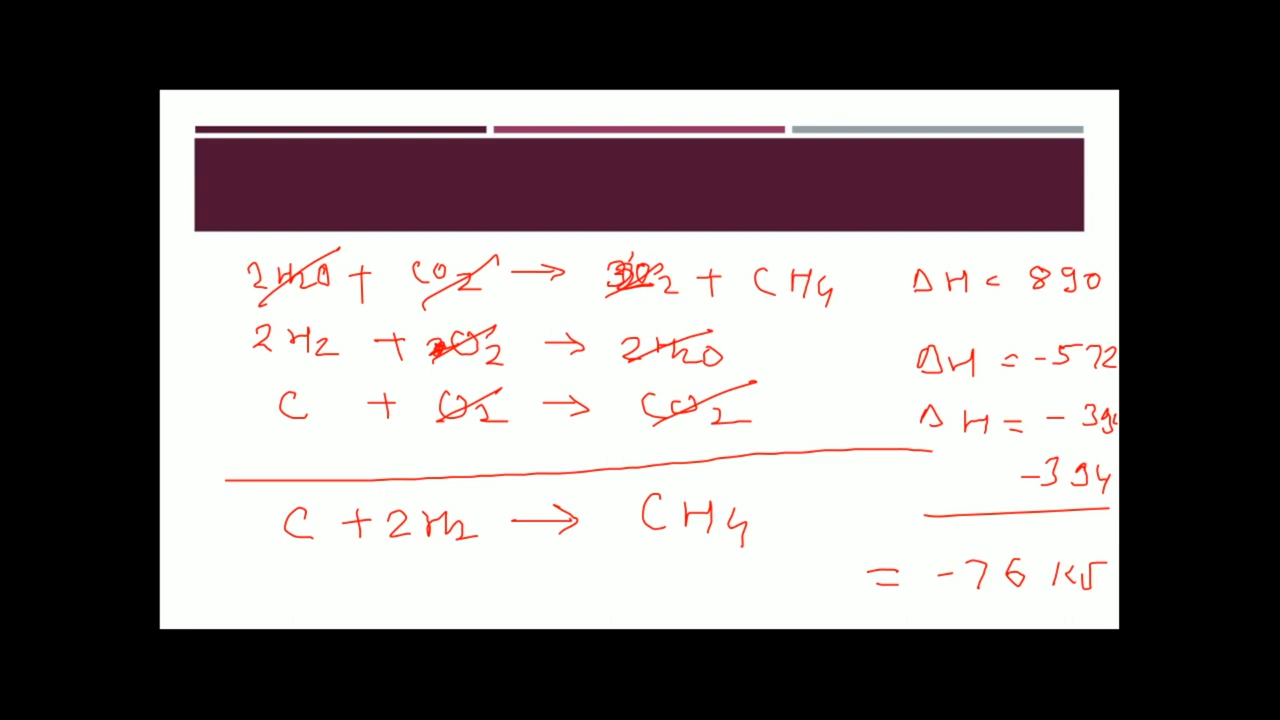 2H2O + CO2 → 2O2 + CH4 ΔH = 890
2H2 + O2 → 2H2O ΔH = -572
C + O2 → CO2 ΔH = - 394
-394
C + 2H2 → CH4
= -76 KJ